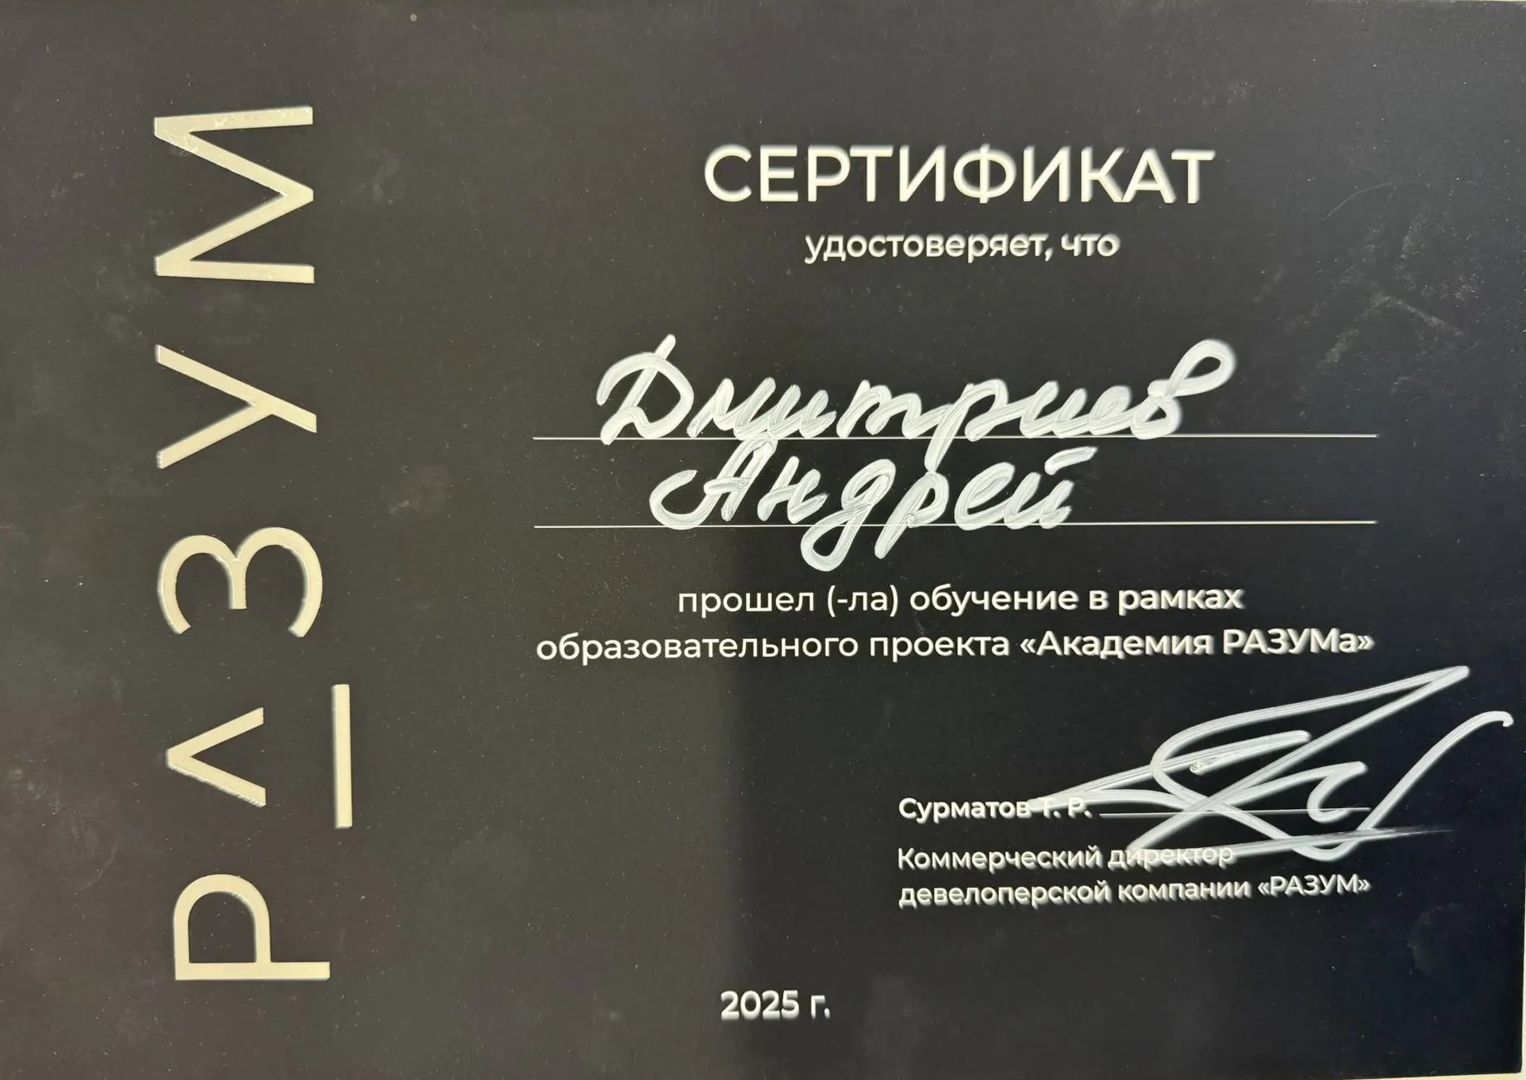 РАЗУМ
СЕРТИФИКАТ
удостоверяет, что
Дмитриев
Андрей
прошел (-ла) обучение в рамках
образовательного проекта «Академия РАЗУМа»
Сурматов Т. Р.
Коммерческий директор
девелоперской компании «РАЗУМ»
2025 г.